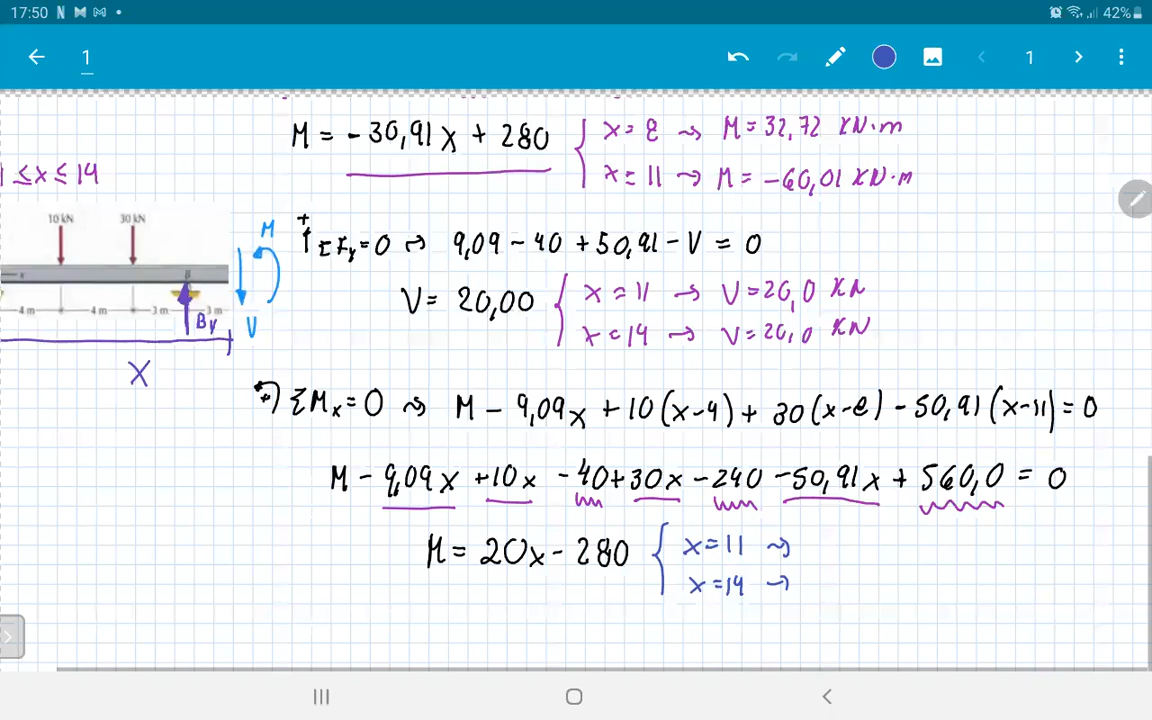 17:50 N 42%
1 1
M = -30,91x + 280 { x = 8 → M = 32,72 KN·m
x = 11 → M = -60,01 KN·m
1 ≤ x ≤ 14
10 kN 30 kN M
+↑ΣFy = 0 → 9,09 - 40 + 50,91 - V = 0
V = 20,00 { x = 11 → V = 20,0 KN
x = 14 → V = 20,0 KN
x B
4 m 4 m 3 m 3 m
By V
X
+) ΣMx = 0 → M - 9,09x + 10(x-4) + 30(x-8) - 50,91(x-11) = 0
M - 9,09x + 10x - 40 + 30x - 240 - 50,91x + 560,0 = 0
M = 20x - 280 { x = 11 →
x = 14 →